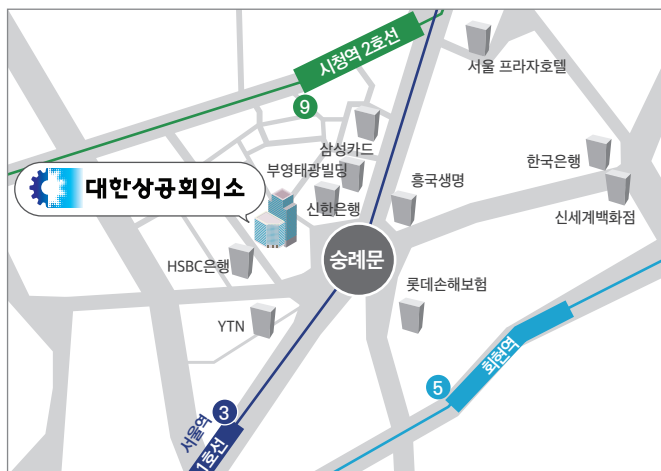 시청역 2호선
9
서울 프라자호텔
삼성카드
부영태광빌딩
한국은행
흥국생명
대한상공회의소
신한은행
신세계백화점
숭례문
HSBC은행
롯데손해보험
YTN
회현역
5
3
서울역
1호선